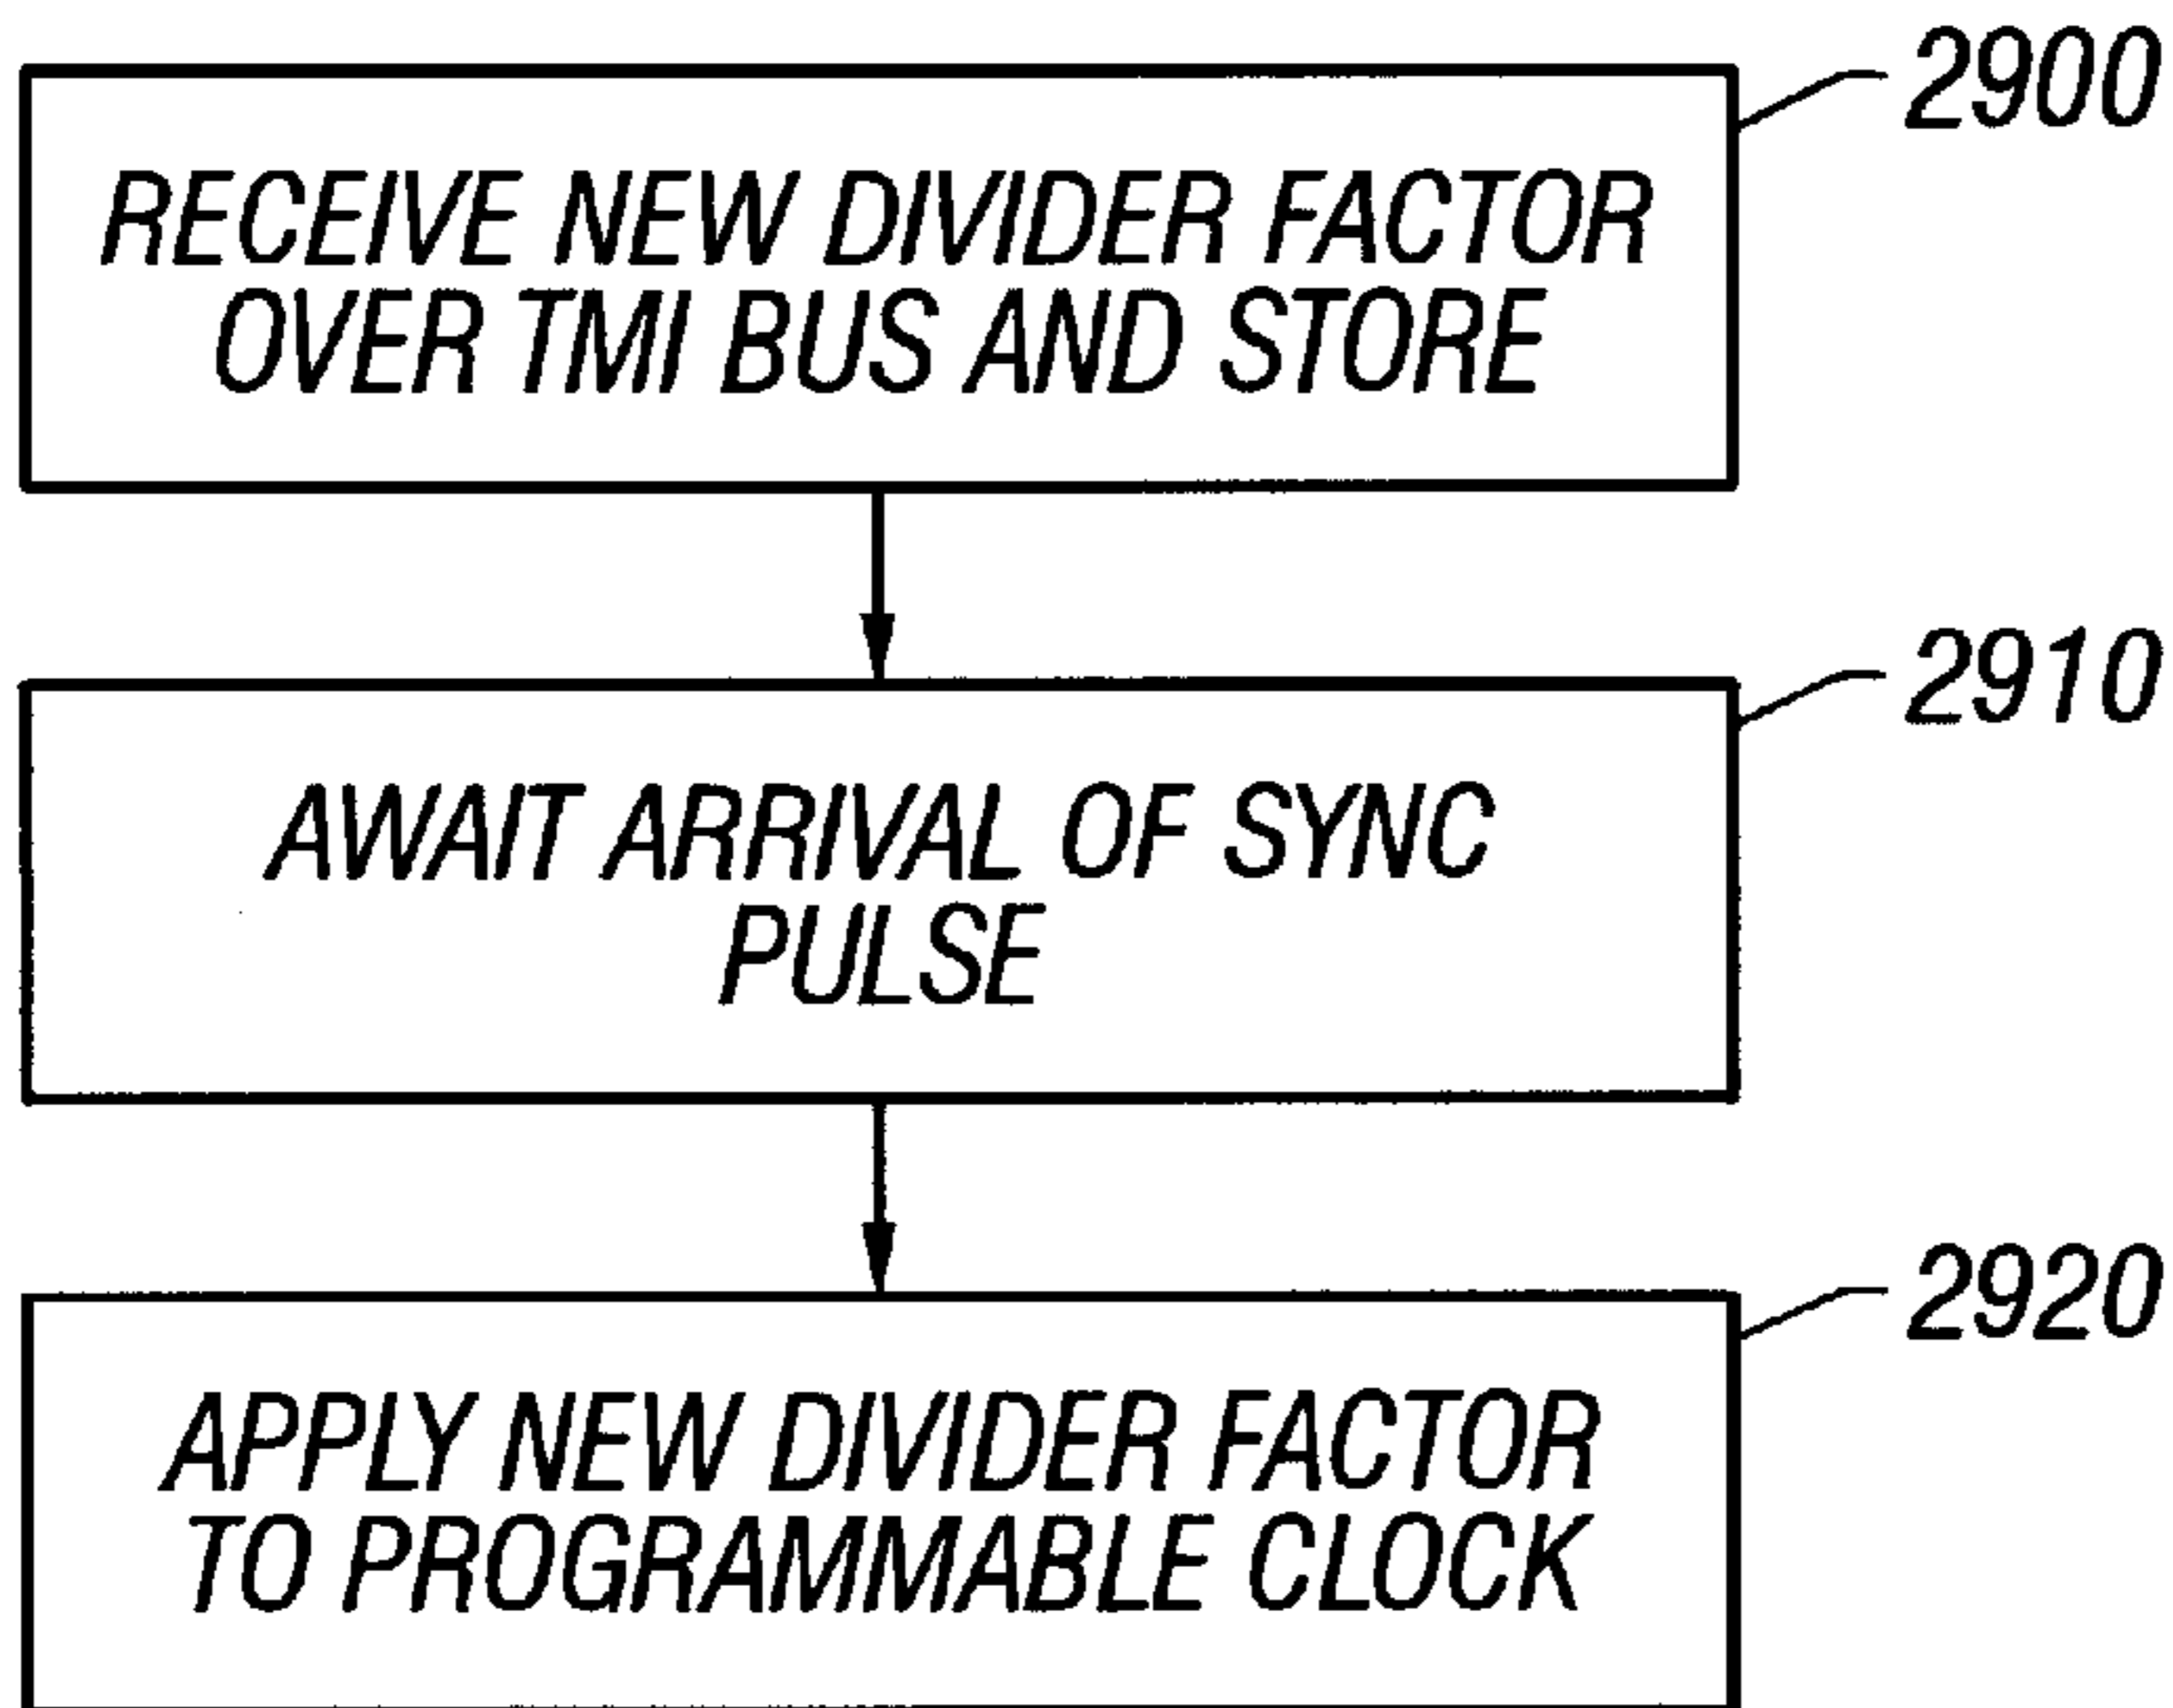 2900
RECEIVE NEW DIVIDER FACTOR
OVER TMI BUS AND STORE
2910
AWAIT ARRIVAL OF SYNC
PULSE
2920
APPLY NEW DIVIDER FACTOR
TO PROGRAMMABLE CLOCK